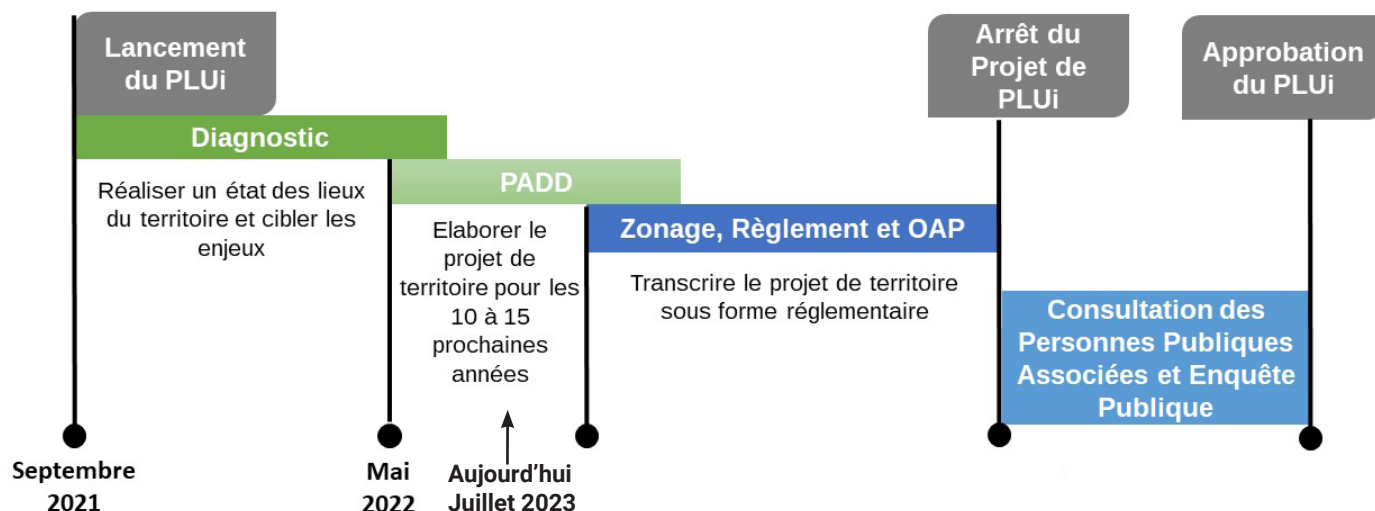 Lancement
du PLUi
Arrêt du
Projet de
PLUi
Approbation
du PLUi
Diagnostic
Réaliser un état des lieux
du territoire et cibler les
enjeux
PADD
Elaborer le
projet de
territoire pour les
10 à 15
prochaines
années
Zonage, Règlement et OAP
Transcrire le projet de territoire
sous forme réglementaire
Consultation des
Personnes Publiques
Associées et Enquête
Publique
Septembre
2021
Mai
2022
Aujourd’hui
Juillet 2023